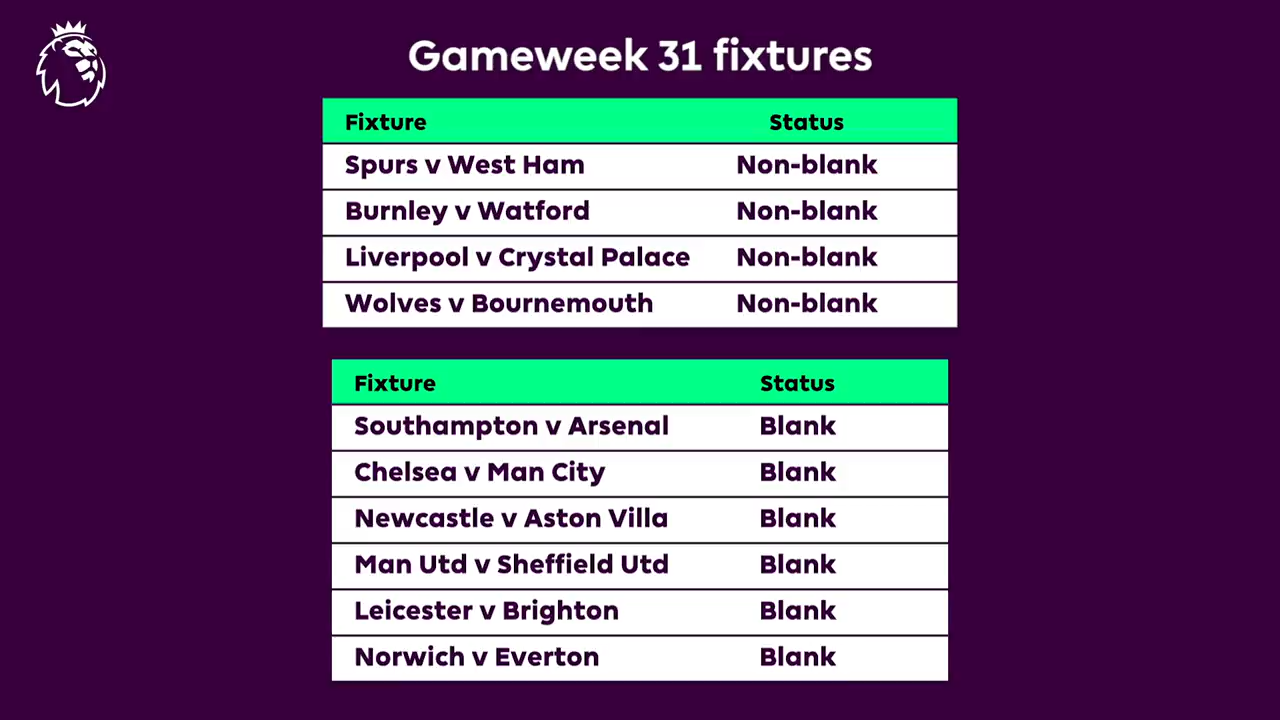 Gameweek 31 fixtures
Fixture Status
Spurs v West Ham Non-blank
Burnley v Watford Non-blank
Liverpool v Crystal Palace Non-blank
Wolves v Bournemouth Non-blank
Fixture Status
Southampton v Arsenal Blank
Chelsea v Man City Blank
Newcastle v Aston Villa Blank
Man Utd v Sheffield Utd Blank
Leicester v Brighton Blank
Norwich v Everton Blank